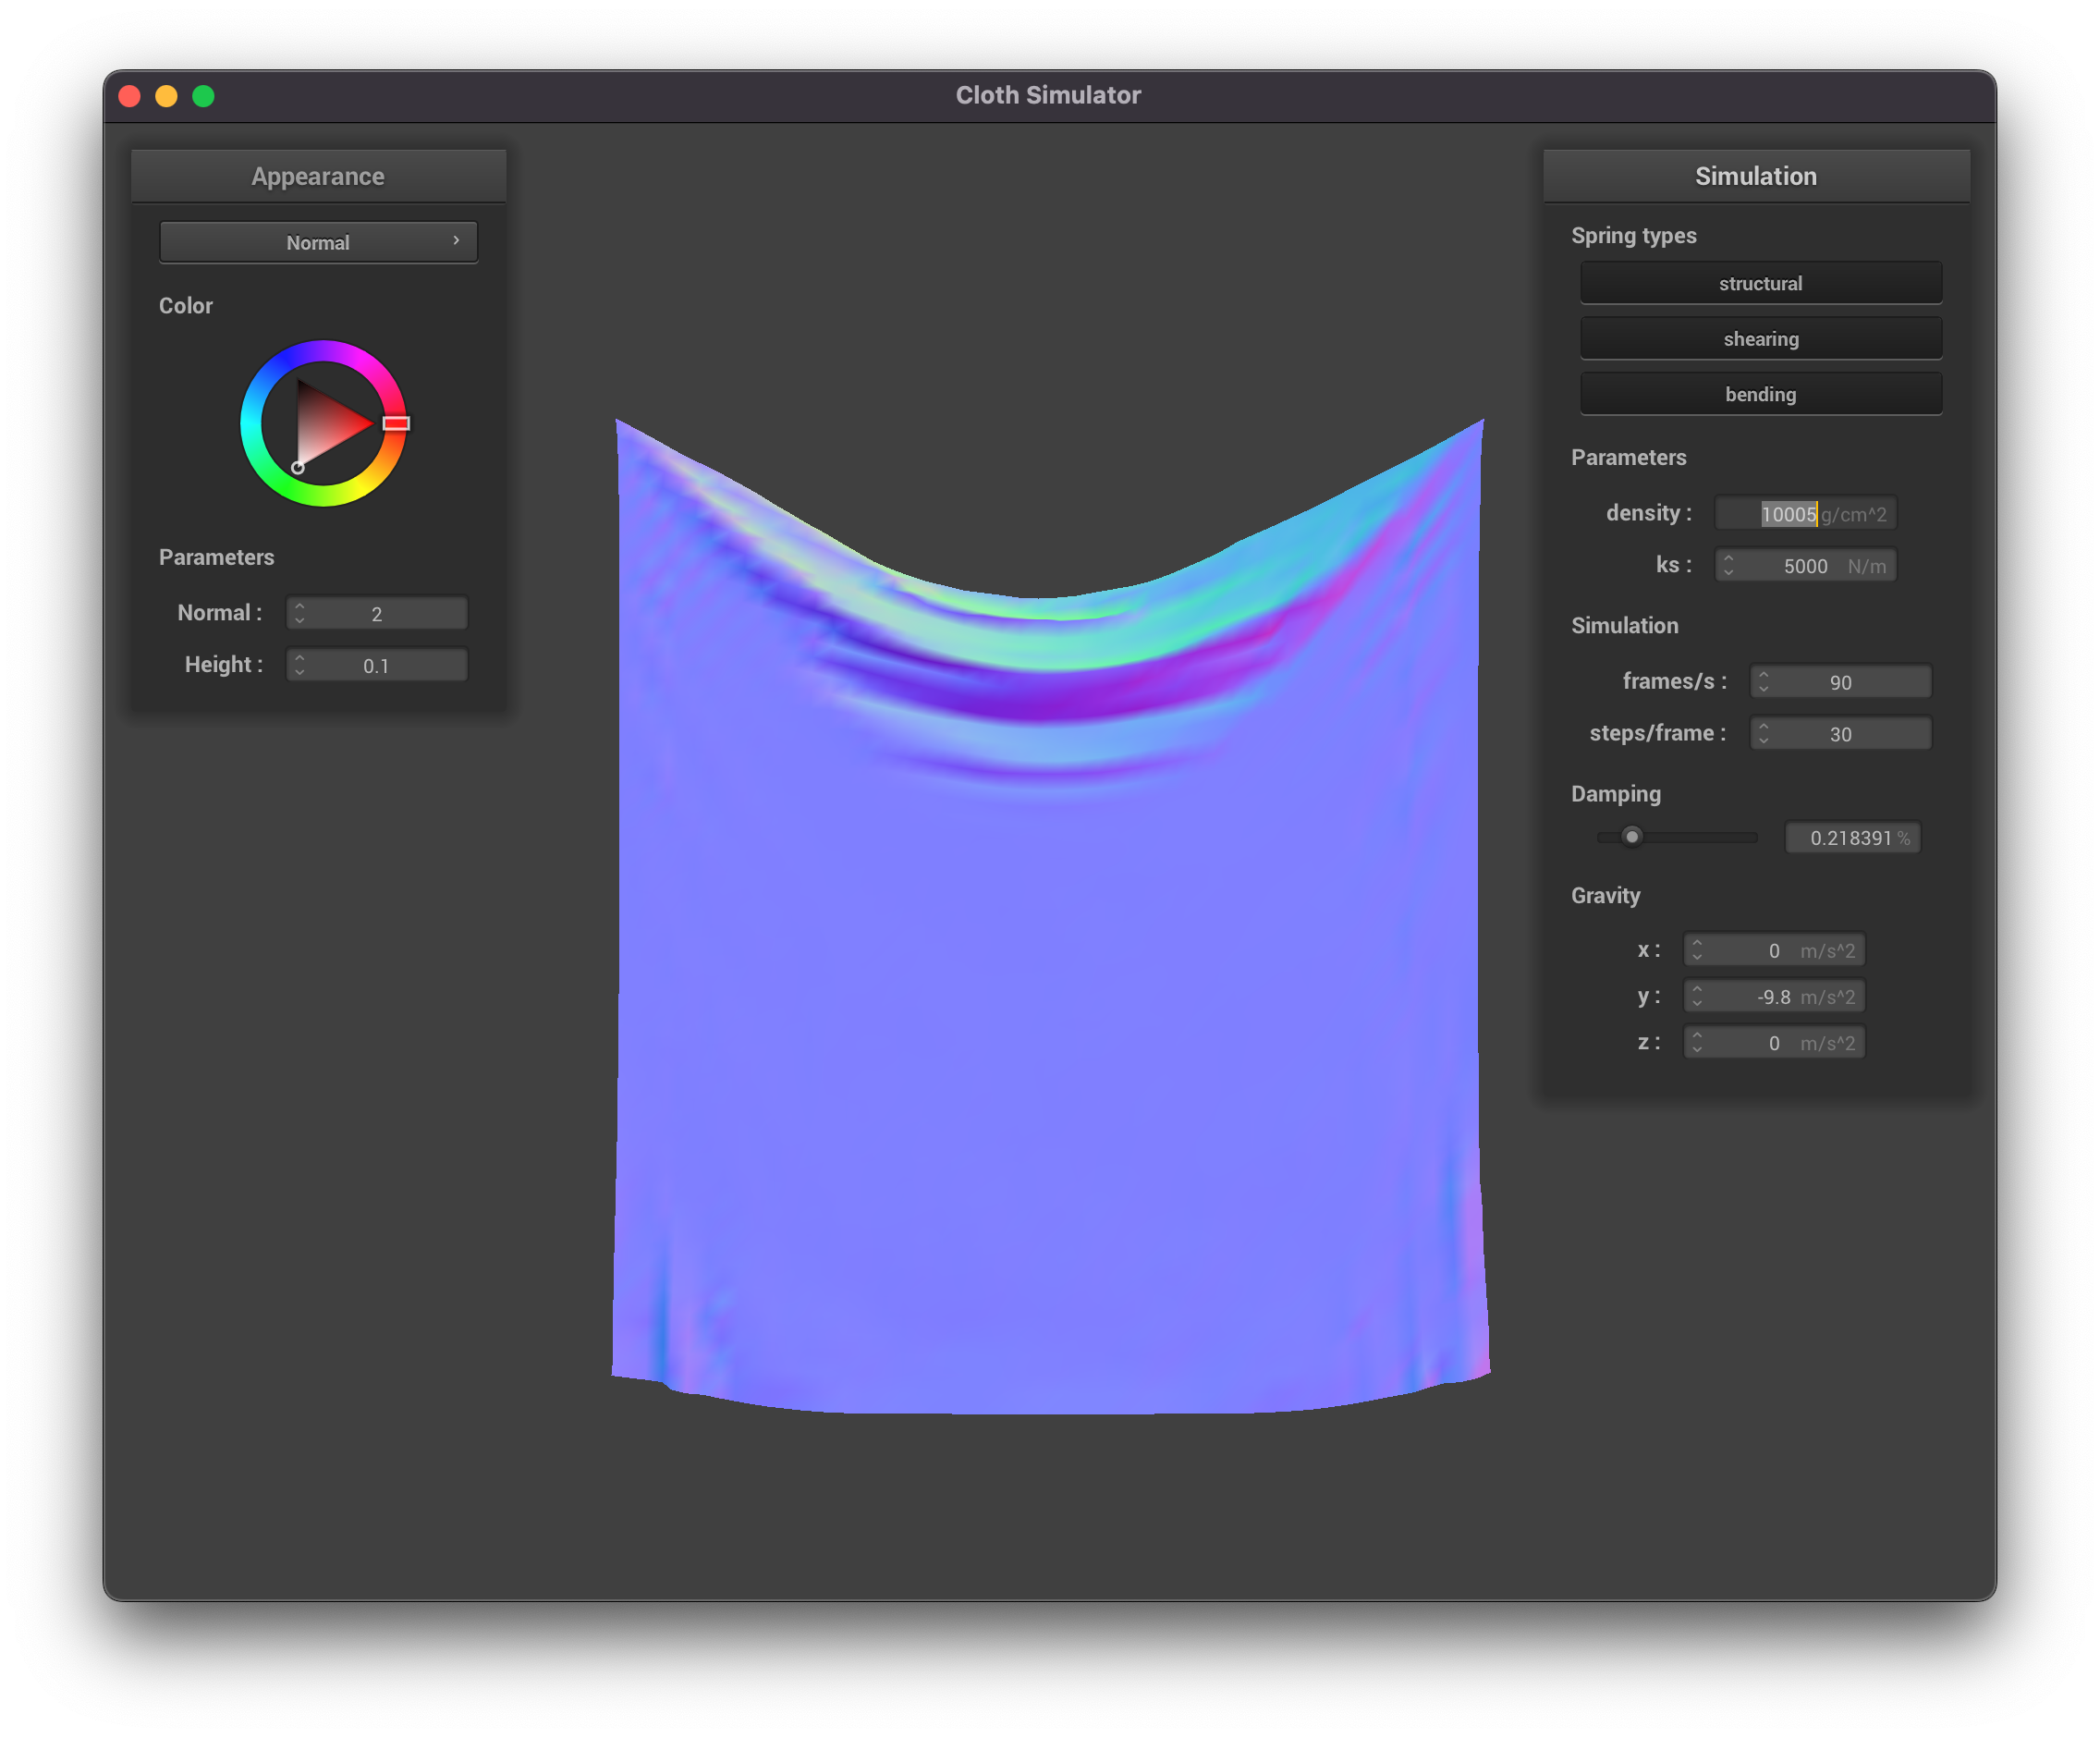 Cloth Simulator
Appearance
Normal
Color
Parameters
Normal : 2
Height : 0.1
Simulation
Spring types
structural
shearing
bending
Parameters
density : 10005 g/cm^2
ks : 5000 N/m
Simulation
frames/s : 90
steps/frame : 30
Damping
0.218391 %
Gravity
x : 0 m/s^2
y : -9.8 m/s^2
z : 0 m/s^2